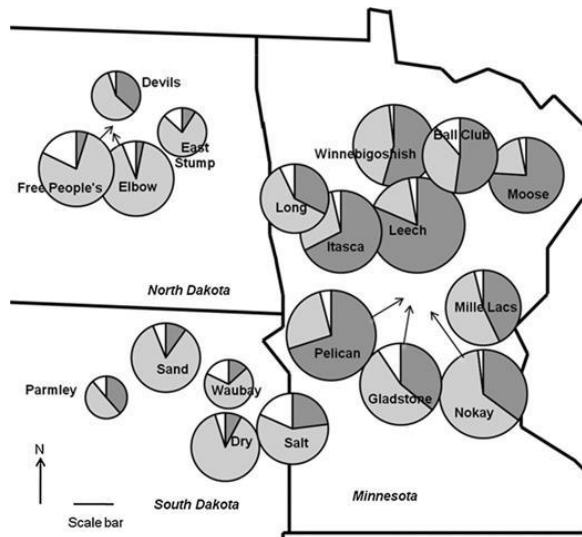 Devils
East
Stump
Free People's
Elbow
Winnebigoshish
Ball Club
Moose
Long
Itasca
Leech
North Dakota
Mille Lacs
Pelican
Sand
Parmley
Waubay
Gladstone
Nokay
Dry
Salt
N
South Dakota
Minnesota
Scale bar